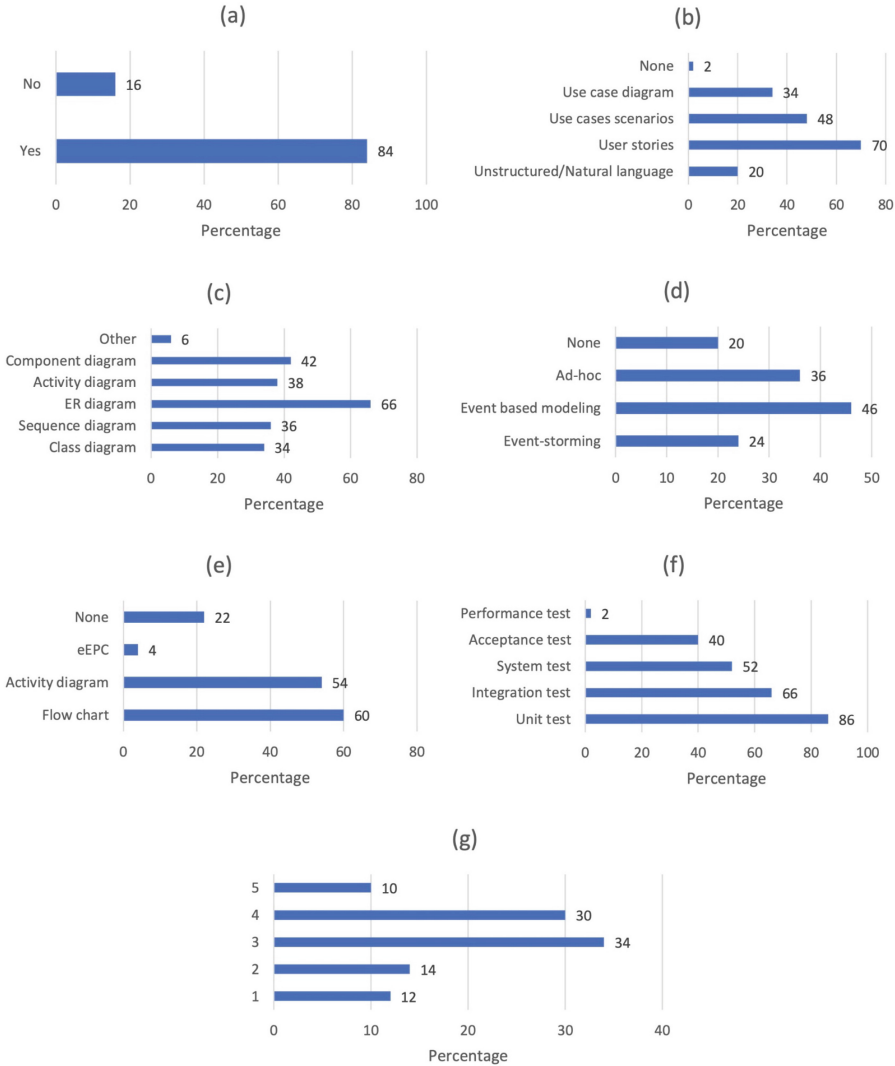 (a)
No 16
Yes 84
0 20 40 60 80 100
Percentage
(b)
None 2
Use case diagram 34
Use cases scenarios 48
User stories 70
Unstructured/Natural language 20
0 20 40 60 80
Percentage
(c)
Other 6
Component diagram 42
Activity diagram 38
ER diagram 66
Sequence diagram 36
Class diagram 34
0 20 40 60 80
Percentage
(d)
None 20
Ad-hoc 36
Event based modeling 46
Event-storming 24
0 10 20 30 40 50
Percentage
(e)
None 22
eEPC 4
Activity diagram 54
Flow chart 60
0 20 40 60 80
Percentage
(f)
Performance test 2
Acceptance test 40
System test 52
Integration test 66
Unit test 86
0 20 40 60 80 100
Percentage
(g)
5 10
4 30
3 34
2 14
1 12
0 10 20 30 40
Percentage